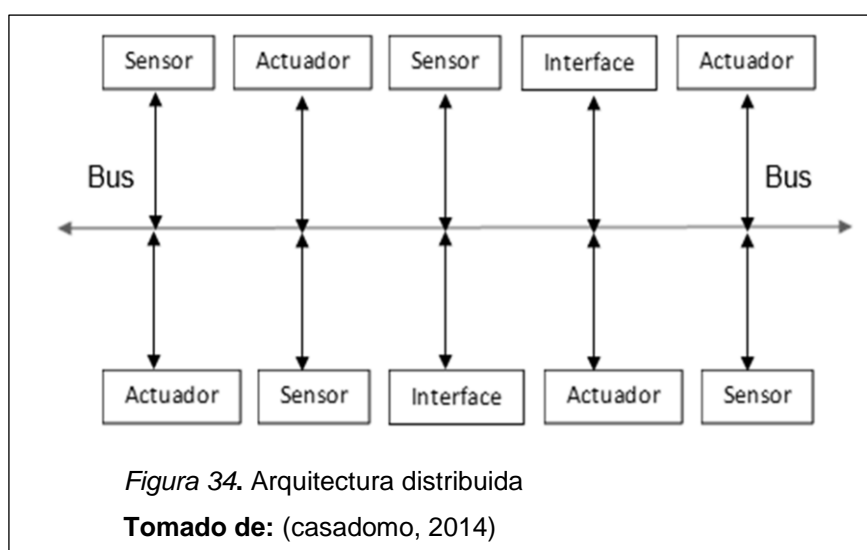 Sensor Actuador Sensor Interface Actuador
Bus Bus
Actuador Sensor Interface Actuador Sensor
Figura 34. Arquitectura distribuida
Tomado de: (casadomo, 2014)